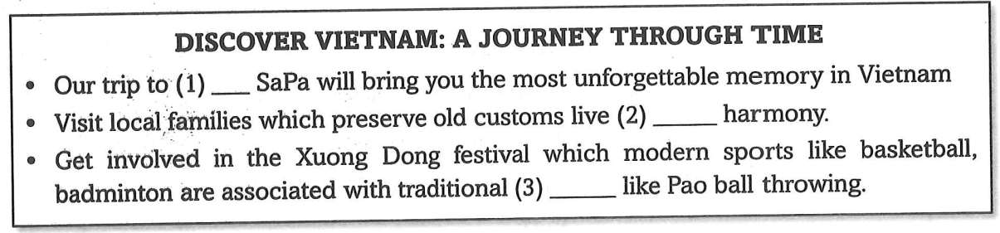 DISCOVER VIETNAM: A JOURNEY THROUGH TIME
• Our trip to (1) ___ SaPa will bring you the most unforgettable memory in Vietnam
• Visit local families which preserve old customs live (2) _____ harmony.
• Get involved in the Xuong Dong festival which modern sports like basketball,
badminton are associated with traditional (3) _____ like Pao ball throwing.